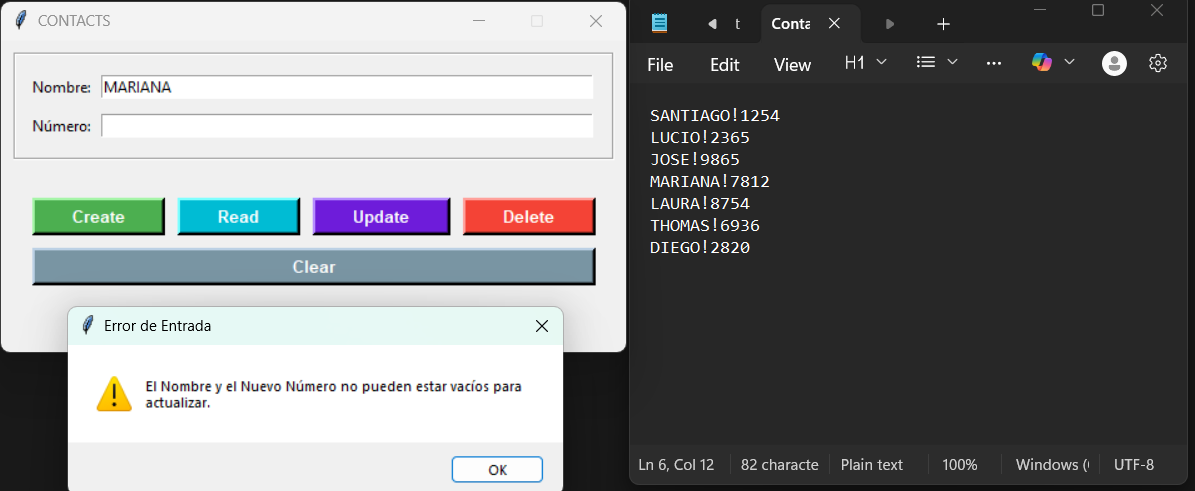 CONTACTS
Nombre: MARIANA
Número:
Create Read Update Delete
Clear
Error de Entrada
El Nombre y el Nuevo Número no pueden estar vacíos para
actualizar.
OK
t Conta
File Edit View H1
SANTIAGO!1254
LUCIO!2365
JOSE!9865
MARIANA!7812
LAURA!8754
THOMAS!6936
DIEGO!2820
Ln 6, Col 12 82 characte Plain text 100% Windows ( UTF-8